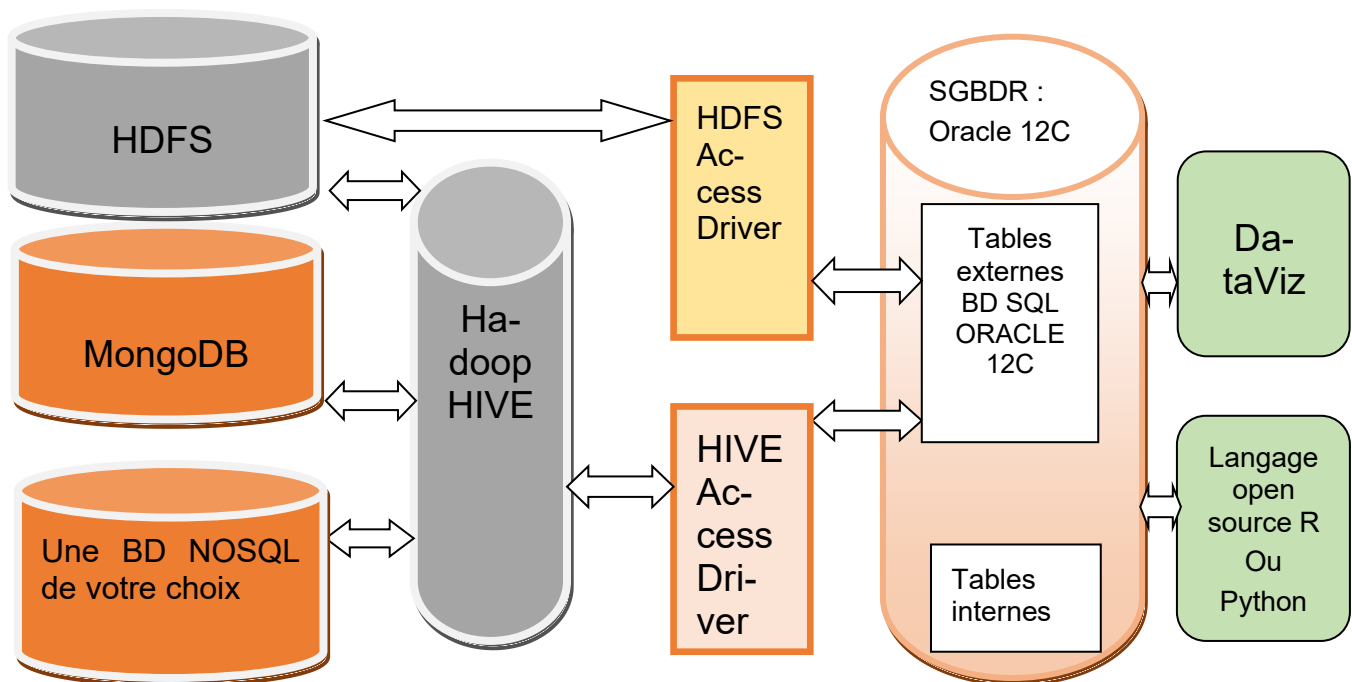 HDFS
MongoDB
Une BD NOSQL
de votre choix
Ha-
doop
HIVE
HDFS
Ac-
cess
Driver
HIVE
Ac-
cess
Dri-
ver
SGBDR :
Oracle 12C
Tables
externes
BD SQL
ORACLE
12C
Tables
internes
Da-
taViz
Langage
open
source R
Ou
Python